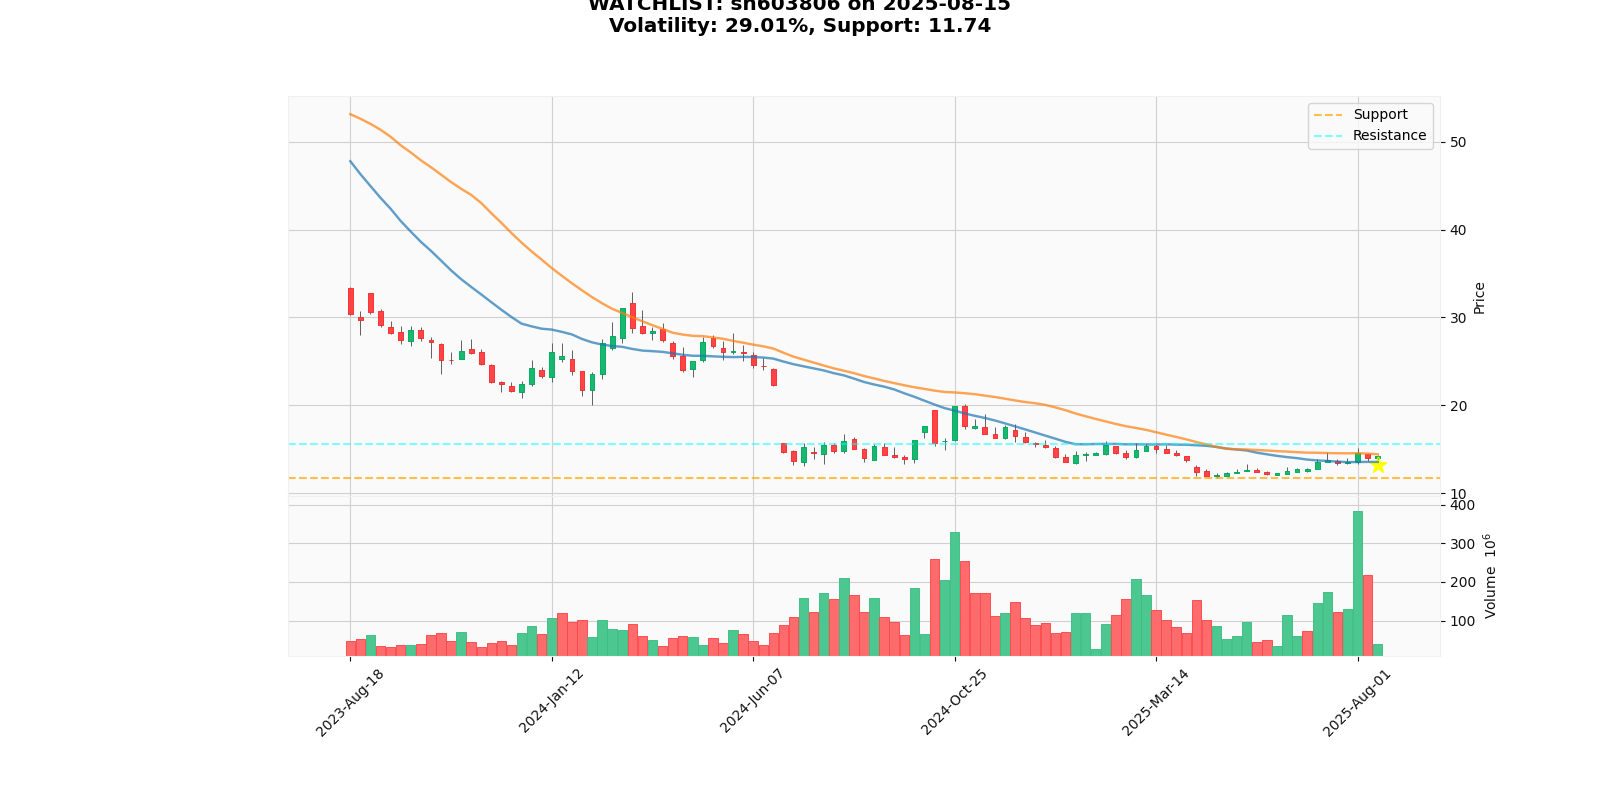 WATCHLIST: sh603806 on 2025-08-15
Volatility: 29.01%, Support: 11.74
Support
Resistance
50
40
30
20
10
Price
400
300
200
100
Volume 10^6
2023-Aug-18
2024-Jan-12
2024-Jun-07
2024-Oct-25
2025-Mar-14
2025-Aug-01